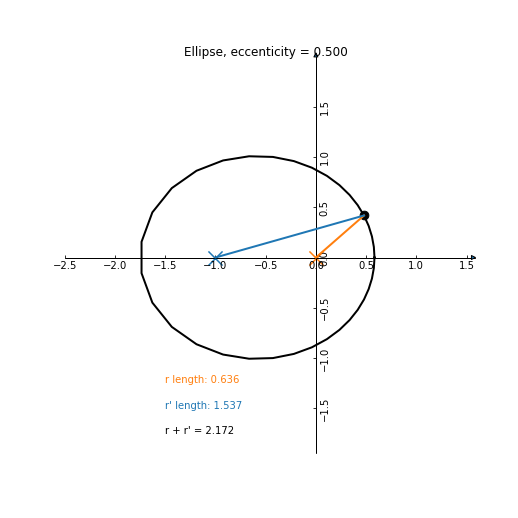 Ellipse, eccentricity = 0.500
1.5
1.0
0.5
0.0
−2.5 −2.0 −1.5 −1.0 −0.5 0.0 0.5 1.0 1.5
−0.5
−1.0
−1.5
r length: 0.636
r' length: 1.537
r + r' = 2.172